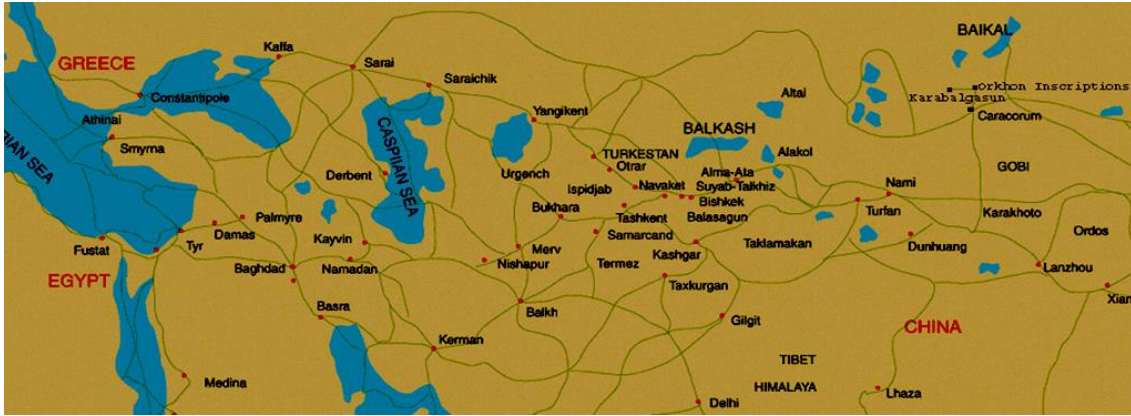 BAIKAL
Kaffa
GREECE
Sarai
Saraichik
Altai
Orkhon Inscriptions
Karabalgasun
Constantipole
Yangikent
Caracorum
Athinai
BALKASH
Smyrna
CASPIIAN SEA
RIAN SEA
TURKESTAN
Alakol
Otrar
GOBI
Derbent
Urgench
Alma-Ata
Ispidjab
Navaket
Suyab-Talkhiz
Nami
Bishkek
Palmyre
Bukhara
Tashkent
Balasagun
Turfan
Karakhoto
Damas
Samarcand
Ordos
Fustat
Tyr
Kayvin
Merv
Kashgar
Taklamakan
Dunhuang
Baghdad
Namadan
Nishapur
Termez
Lanzhou
EGYPT
Taxkurgan
Xian
Basra
Balkh
Gilgit
CHINA
Kerman
TIBET
Medina
HIMALAYA
Lhaza
Delhi